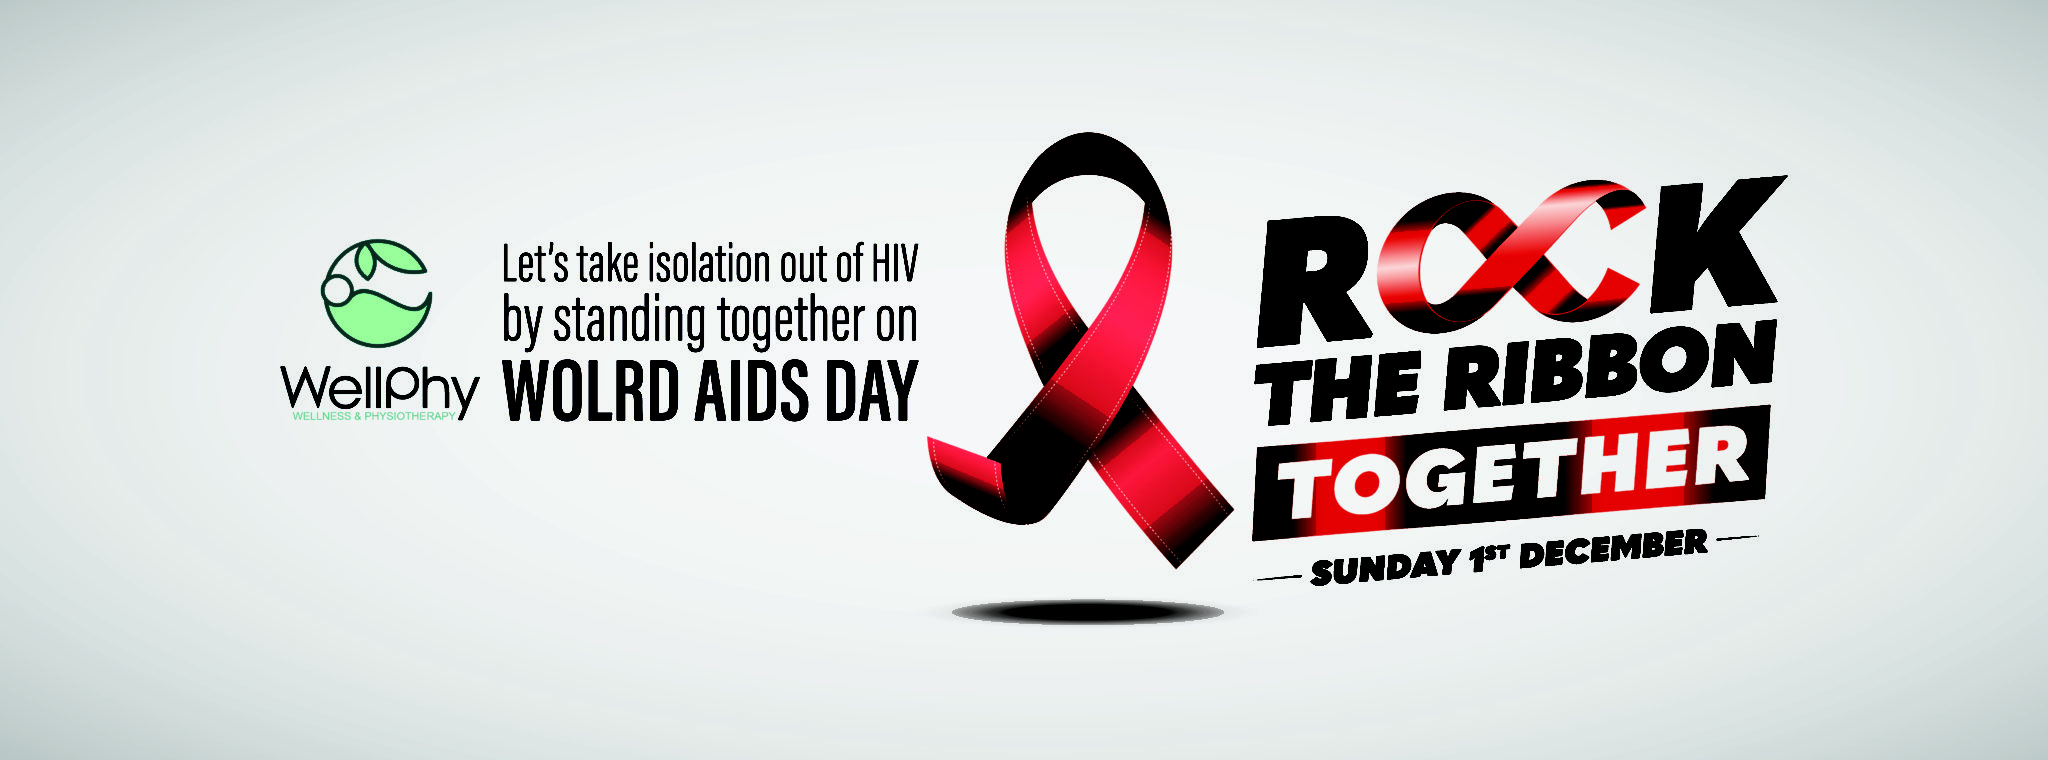 WellPhy
WELLNESS & PHYSIOTHERAPY
Let's take isolation out of HIV
by standing together on
WOLRD AIDS DAY
ROCK
THE RIBBON
TOGETHER
SUNDAY 1ST DECEMBER